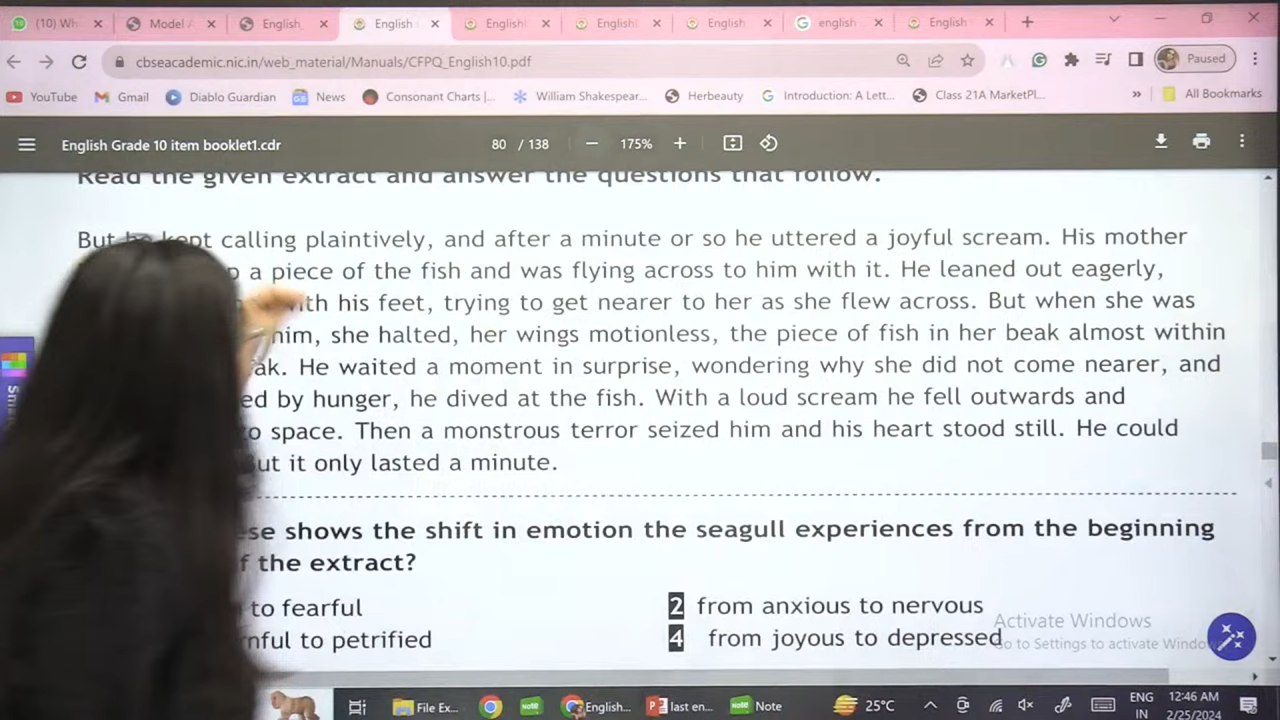 (10) Wh
Model A
English
English
English
English
English
english
English
cbseacademic.nic.in/web_material/Manuals/CFPQ_English10.pdf
Paused
YouTube
Gmail
Diablo Guardian
News
Consonant Charts |...
William Shakespear...
Herbeauty
Introduction: A Lett...
Class 21A MarketPl...
»
All Bookmarks
English Grade 10 item booklet1.cdr
80 / 138
175%
Read the given extract and answer the questions that follow.
But he kept calling plaintively, and after a minute or so he uttered a joyful scream. His mother
p a piece of the fish and was flying across to him with it. He leaned out eagerly,
ith his feet, trying to get nearer to her as she flew across. But when she was
him, she halted, her wings motionless, the piece of fish in her beak almost within
ak. He waited a moment in surprise, wondering why she did not come nearer, and
ed by hunger, he dived at the fish. With a loud scream he fell outwards and
o space. Then a monstrous terror seized him and his heart stood still. He could
ut it only lasted a minute.
ese shows the shift in emotion the seagull experiences from the beginning
f the extract?
to fearful
2 from anxious to nervous
rnful to petrified
4 from joyous to depressed
Activate Windows
Go to Settings to activate Windo
File Ex...
Note
English...
last en...
Note
25°C
ENG
IN
12:46 AM
2/25/2024